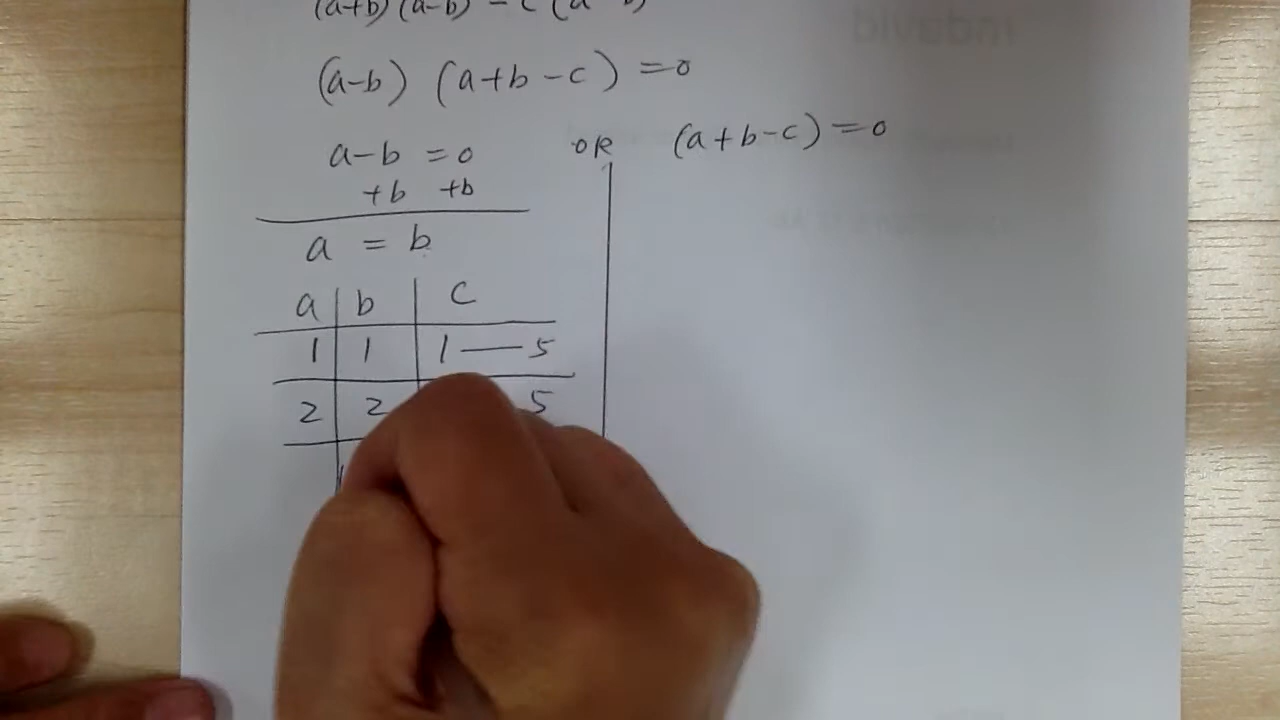 (a+b)(a-b) - c(a-b)
(a-b) (a+b-c) =0
a-b =0 OR (a+b-c)=0
+b +b
a = b
a b c
1 1 1 — 5
2 2 5